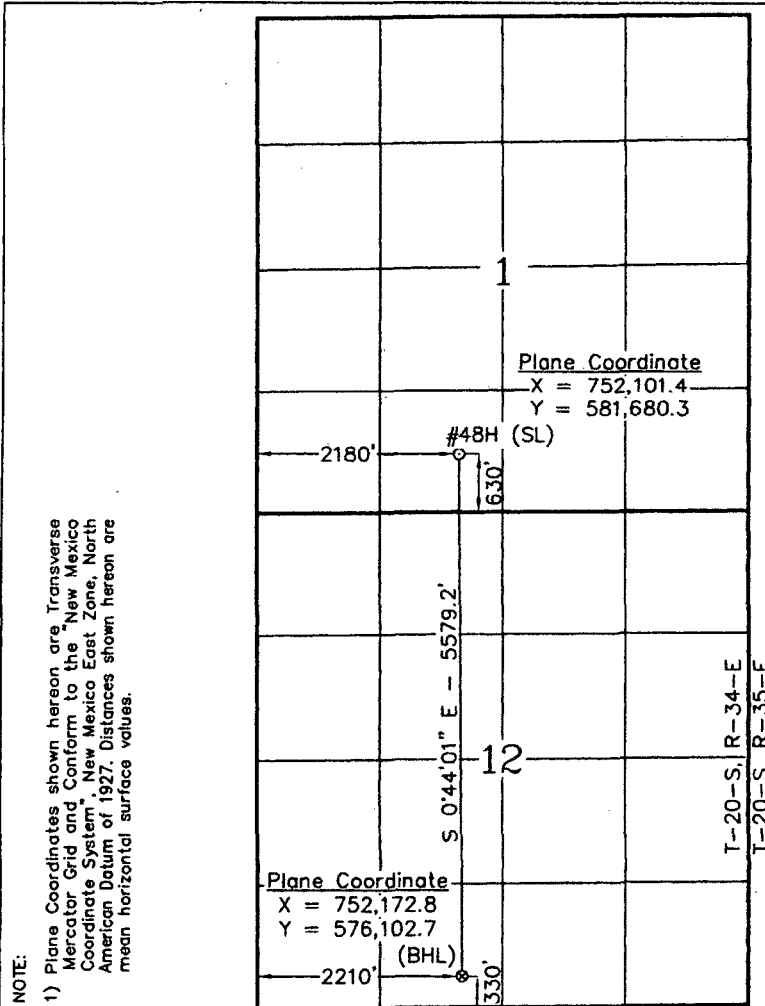 NOTE:
1) Plane Coordinates shown hereon are Transverse
Mercator Grid and Conform to the "New Mexico
Coordinate System", New Mexico East Zone, North
American Datum of 1927. Distances shown hereon are
mean horizontal surface values.
1
Plane Coordinate
X = 752,101.4
Y = 581,680.3
#48H (SL)
2180'
630'
S 0°44'01" E - 5579.2'
12
T-20-S, R-34-E
T-20-S, R-35-E
Plane Coordinate
X = 752,172.8
Y = 576,102.7
(BHL)
2210'
330'